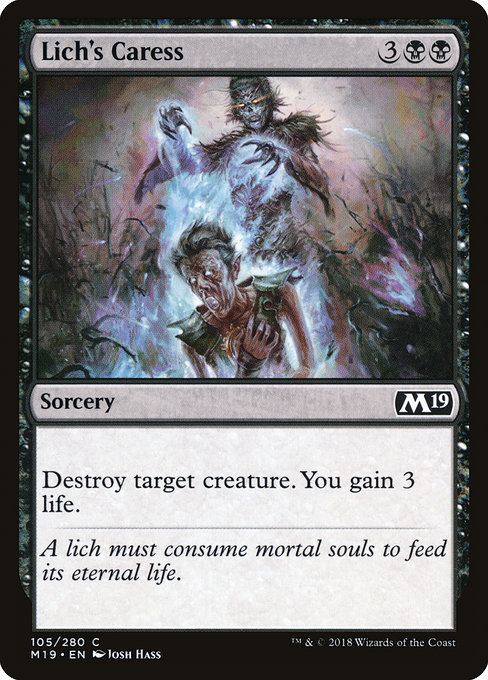 Lich's Caress 3
Sorcery M19
Destroy target creature. You gain 3
life.
A lich must consume mortal souls to feed
its eternal life.
105/280 C
M19 • EN Josh Hass
™ & © 2018 Wizards of the Coast